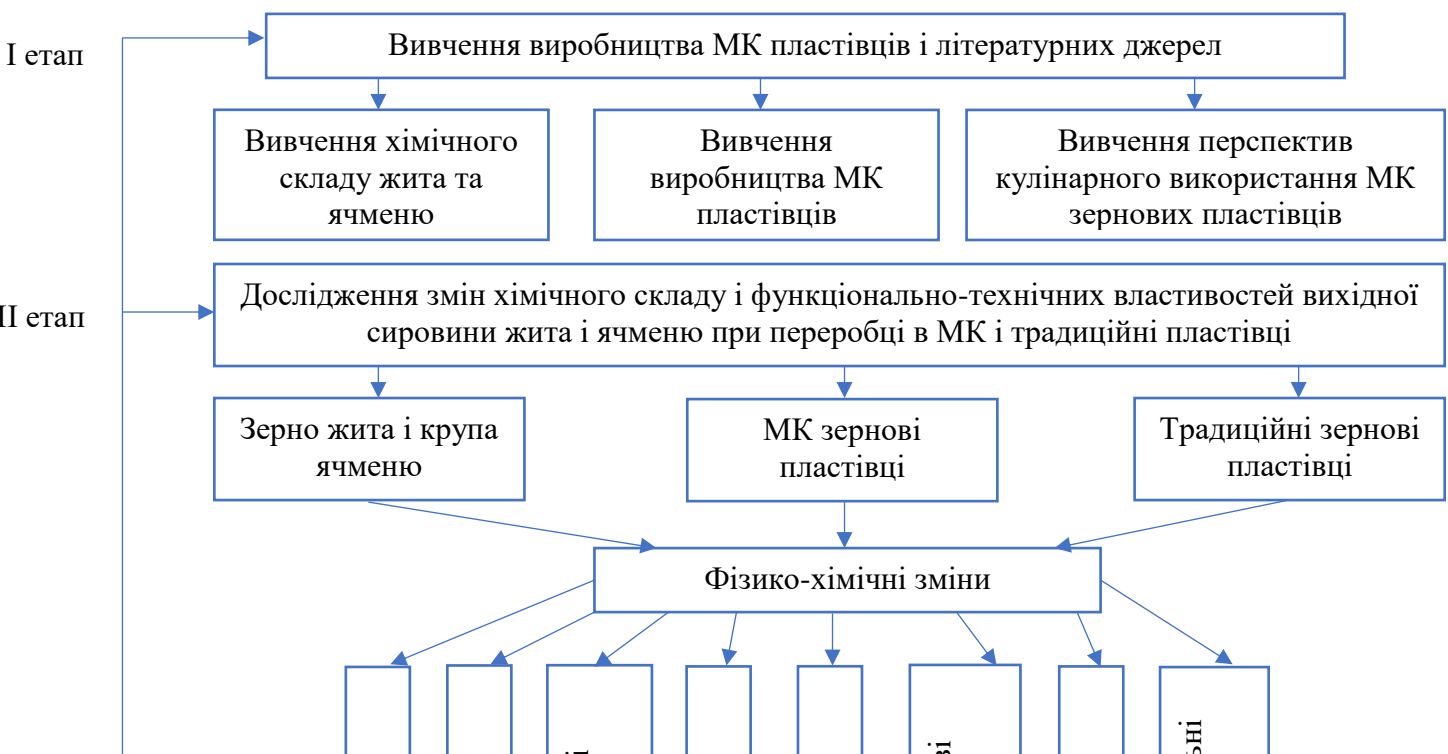 І етап
Вивчення виробництва МК пластівців і літературних джерел
Вивчення хімічного
складу жита та
ячменю
Вивчення
виробництва МК
пластівців
Вивчення перспектив
кулінарного використання МК
зернових пластівців
ІІ етап
Дослідження змін хімічного складу і функціонально-технічних властивостей вихідної
сировини жита і ячменю при переробці в МК і традиційні пластівці
Зерно жита і крупа
ячменю
МК зернові
пластівці
Традиційні зернові
пластівці
Фізико-хімічні зміни